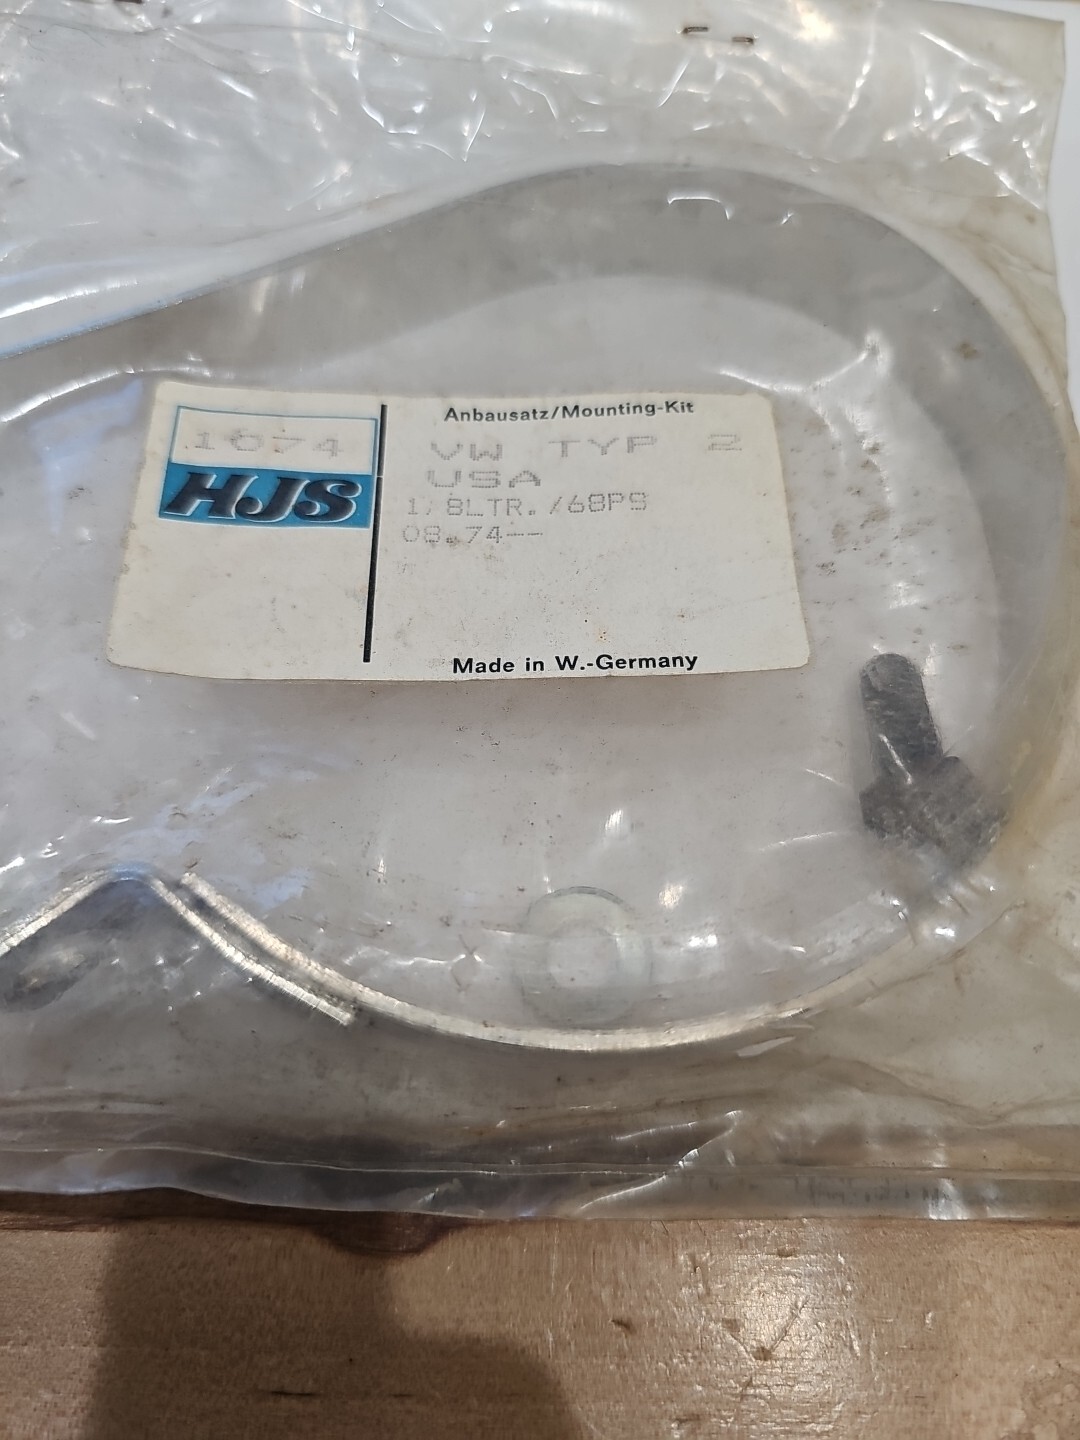 1074
HJS
Anbausatz/Mounting-Kit
VW TYP 2
USA
1/8LTR./68PS
08.74--
Made in W.-Germany